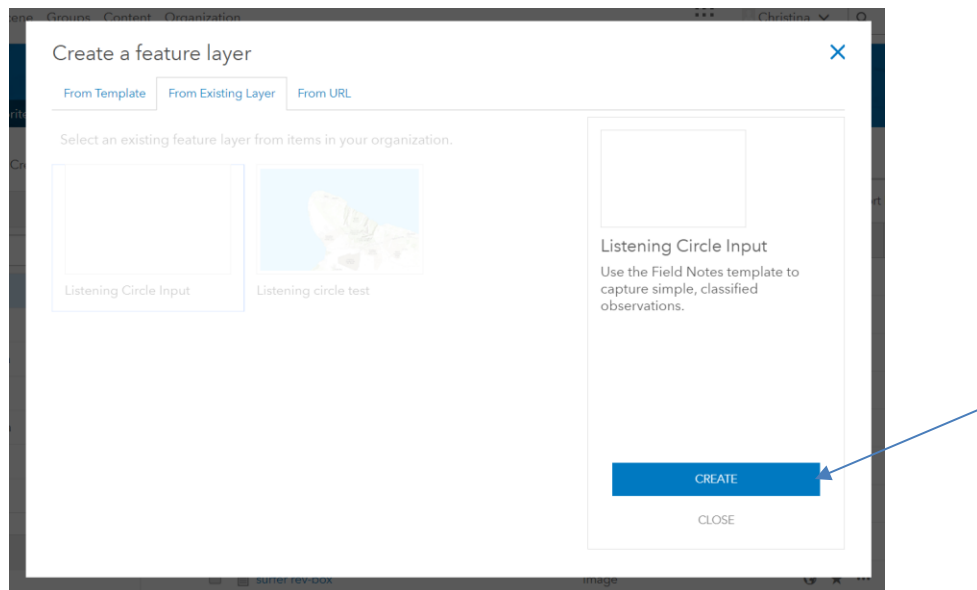 Groups Content Organization Christina
Create a feature layer
From Template From Existing Layer From URL
Select an existing feature layer from items in your organization.
Listening Circle Input
Listening circle test
Listening Circle Input
Use the Field Notes template to
capture simple, classified
observations.
CREATE
CLOSE
surfer rev-box image